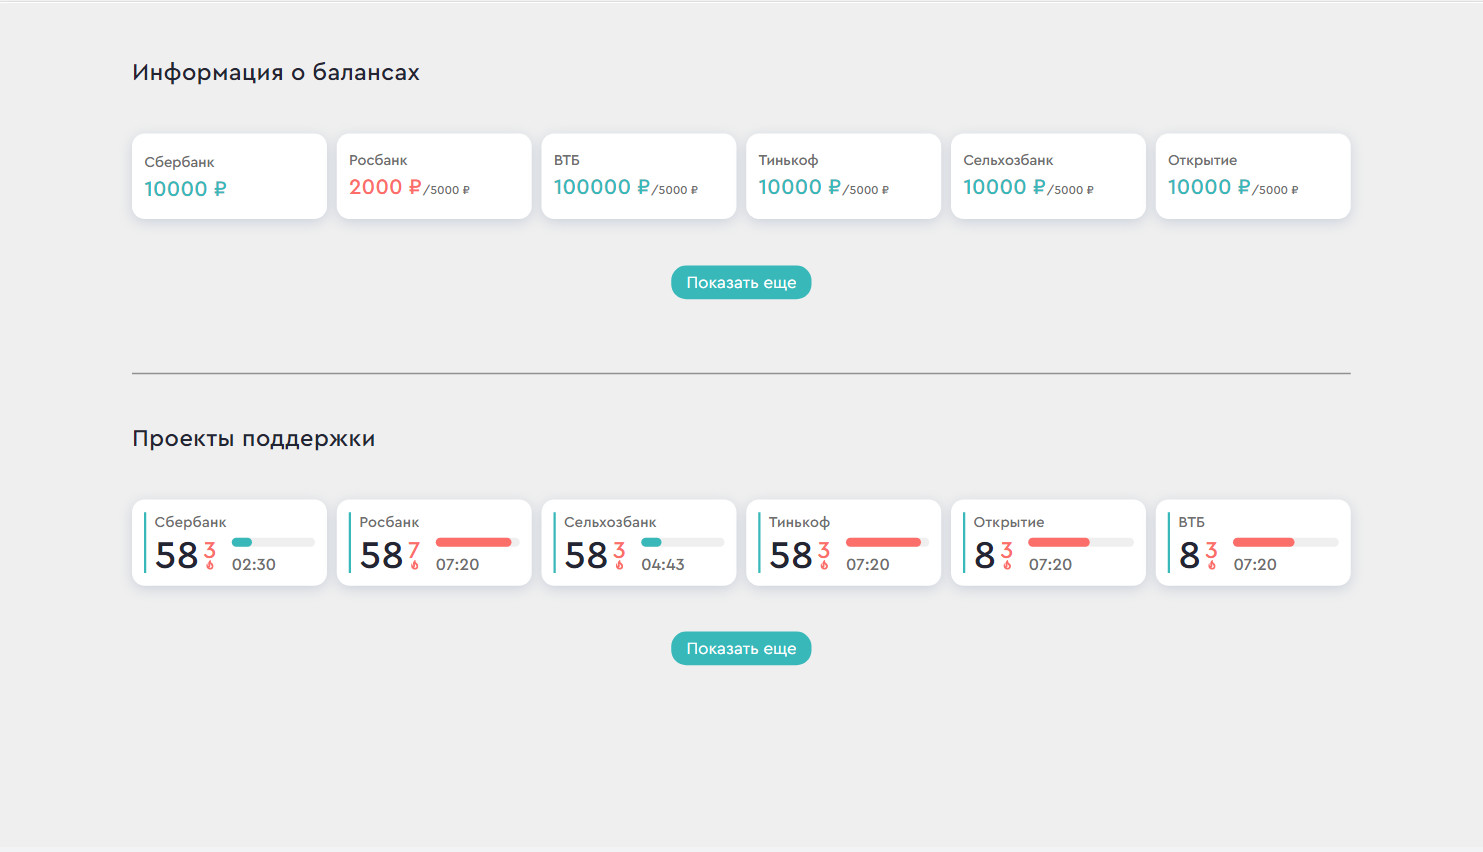 Информация о балансах
Сбербанк
10000 ₽
Росбанк
2000 ₽/5000 ₽
ВТБ
100000 ₽/5000 ₽
Тинькоф
10000 ₽/5000 ₽
Сельхозбанк
10000 ₽/5000 ₽
Открытие
10000 ₽/5000 ₽
Показать еще
Проекты поддержки
Сбербанк
58 3
02:30
Росбанк
58 7
07:20
Сельхозбанк
58 3
04:43
Тинькоф
58 3
07:20
Открытие
8 3
07:20
ВТБ
8 3
07:20
Показать еще